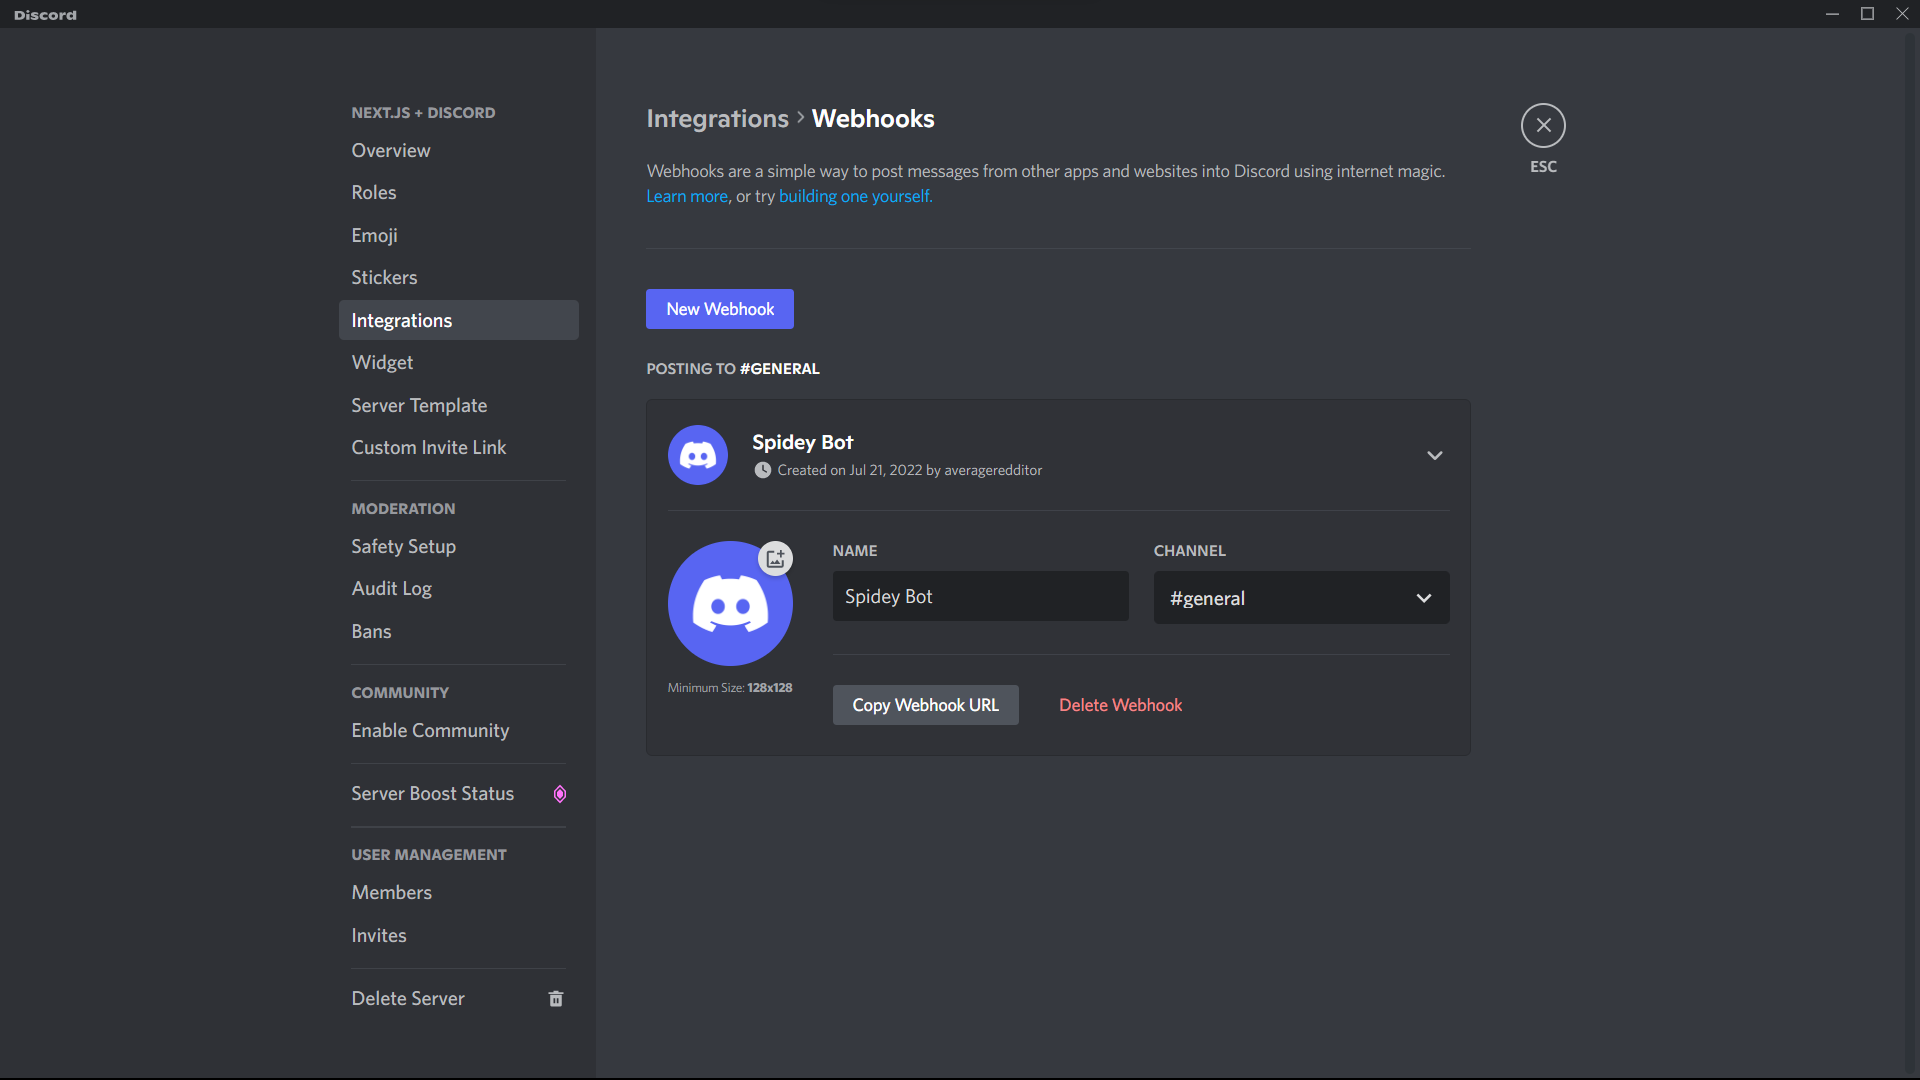 Discord
NEXT.JS + DISCORD
Overview
Roles
Emoji
Stickers
Integrations
Widget
Server Template
Custom Invite Link
MODERATION
Safety Setup
Audit Log
Bans
COMMUNITY
Enable Community
Server Boost Status
USER MANAGEMENT
Members
Invites
Delete Server
Integrations > Webhooks
Webhooks are a simple way to post messages from other apps and websites into Discord using internet magic.
Learn more, or try building one yourself.
New Webhook
POSTING TO #GENERAL
Spidey Bot
Created on Jul 21, 2022 by averageredditor
Minimum Size: 128x128
NAME
Spidey Bot
CHANNEL
#general
Copy Webhook URL
Delete Webhook
ESC